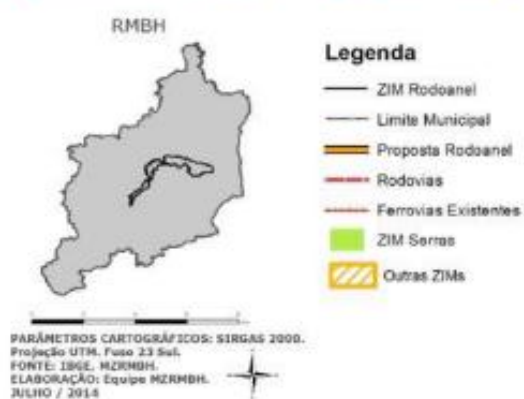 RMBH
Legenda
ZIM Rodoanel
Limite Municipal
Proposta Rodoanel
Rodovias
Ferrovias Existentes
ZIM Serras
Outras ZIMs
PARÂMETROS CARTOGRÁFICOS: SIRGAS 2000.
Projeção UTM. Fuso 23 Sul.
FONTE: IBGE, MZRMBH.
ELABORAÇÃO: Equipe MZRMBH.
JULHO / 2014